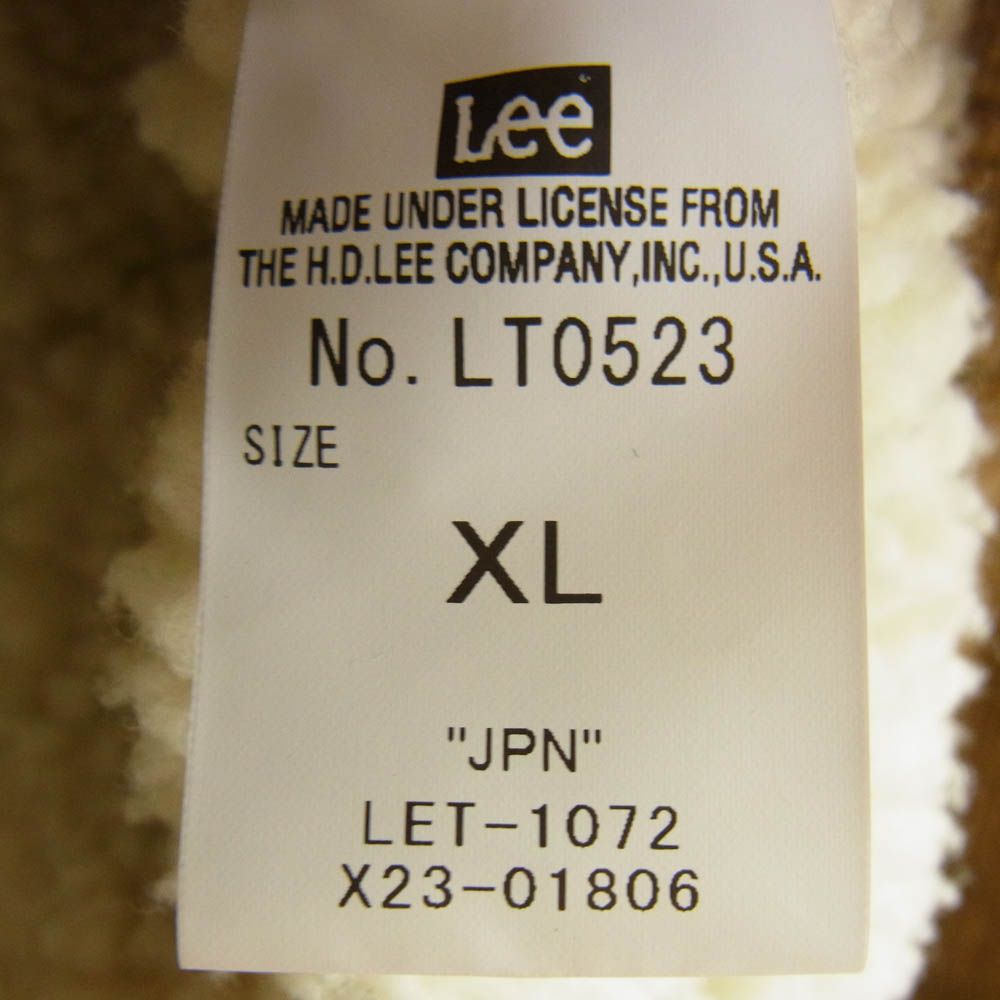 Lee
MADE UNDER LICENSE FROM
THE H.D.LEE COMPANY,INC.,U.S.A.
No. LT0523
SIZE
XL
"JPN"
LET-1072
X23-01806